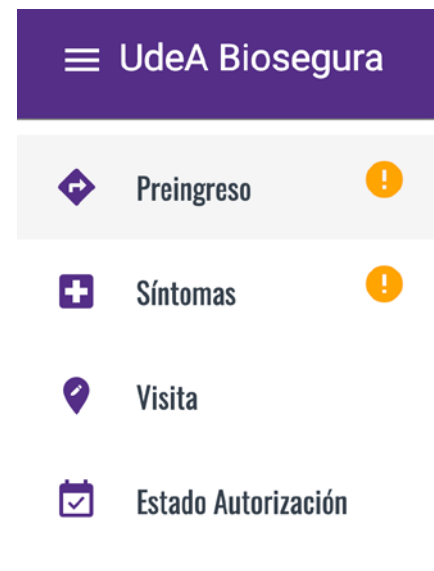 UdeA Biosegura
Preingreso
Síntomas
Visita
Estado Autorización